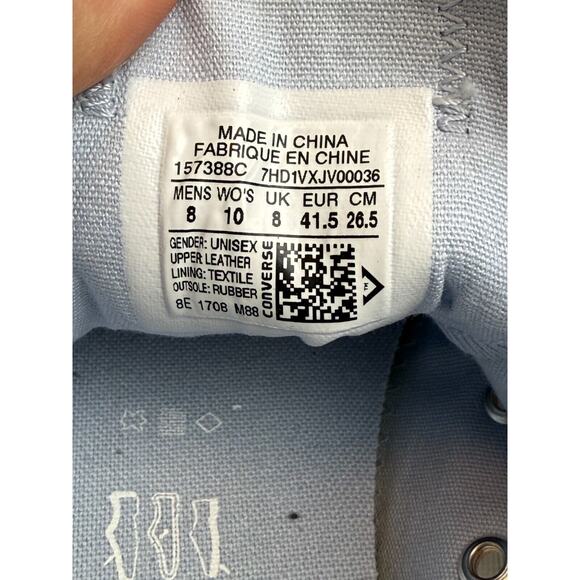 MADE IN CHINA
FABRIQUE EN CHINE
157388C 7HD1VXJV00036
MENS WO'S UK EUR CM
8 10 8 41.5 26.5
GENDER: UNISEX
UPPER: LEATHER
LINING: TEXTILE
OUTSOLE: RUBBER
8E 1708 M88
CONVERSE
TM